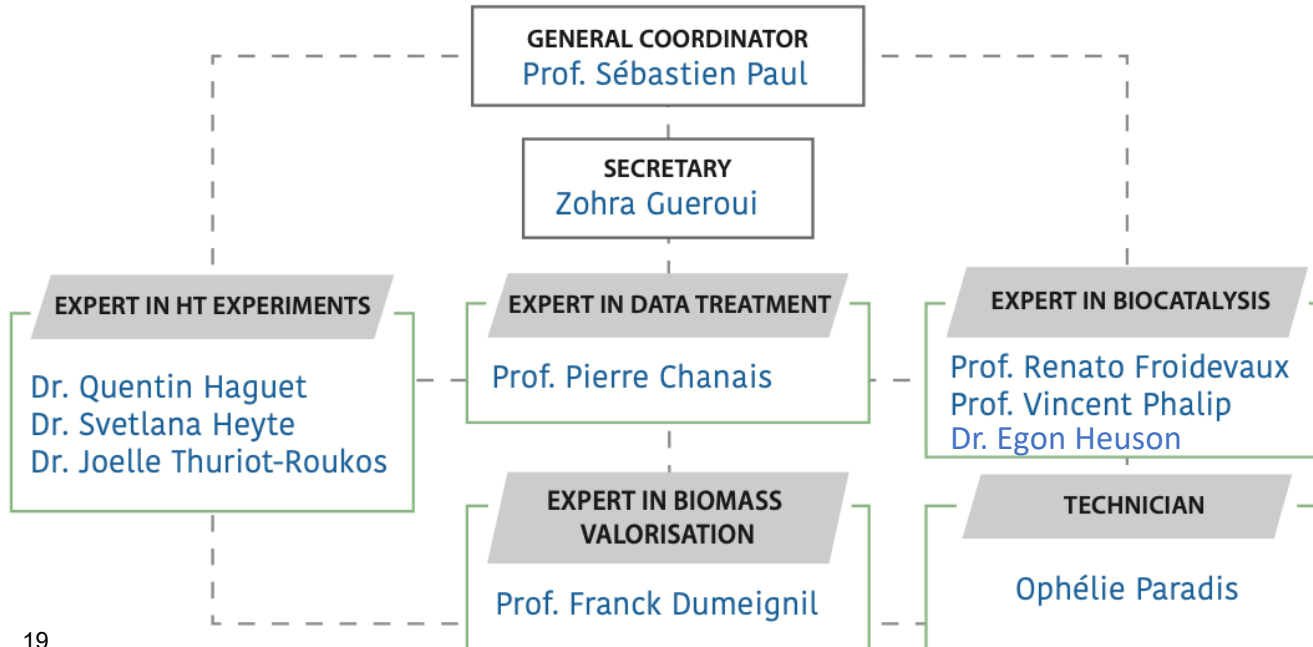 GENERAL COORDINATOR
Prof. Sébastien Paul
SECRETARY
Zohra Gueroui
EXPERT IN HT EXPERIMENTS
Dr. Quentin Haguet
Dr. Svetlana Heyte
Dr. Joelle Thuriot-Roukos
EXPERT IN DATA TREATMENT
Prof. Pierre Chanais
EXPERT IN BIOCATALYSIS
Prof. Renato Froidevaux
Prof. Vincent Phalip
Dr. Egon Heuson
EXPERT IN BIOMASS
VALORISATION
Prof. Franck Dumeignil
TECHNICIAN
Ophélie Paradis
19